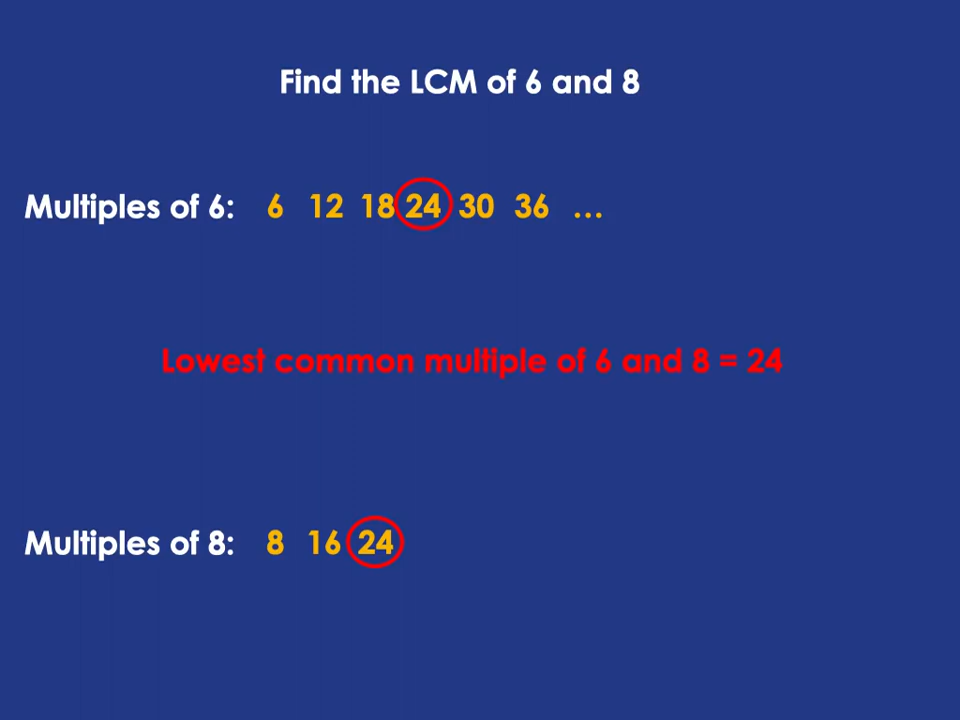 Find the LCM of 6 and 8
Multiples of 6: 6 12 18 24 30 36 ...
Lowest common multiple of 6 and 8 = 24
Multiples of 8: 8 16 24